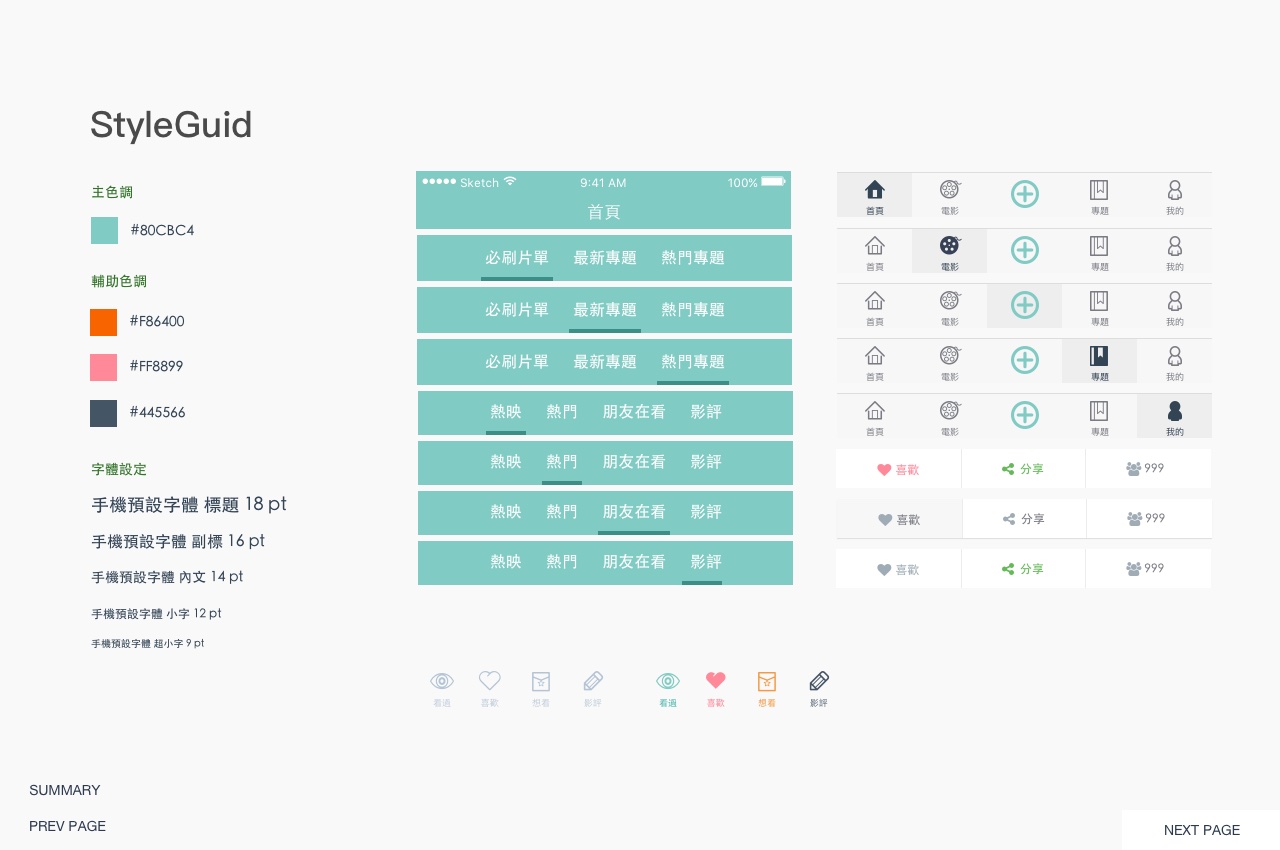 StyleGuid
主色調
#80CBC4
輔助色調
#F86400
#FF8899
#445566
字體設定
手機預設字體 標題 18 pt
手機預設字體 副標 16 pt
手機預設字體 內文 14 pt
手機預設字體 小字 12 pt
手機預設字體 超小字 9 pt
Sketch 9:41 AM 100%
首頁
必刷片單 最新專題 熱門專題
必刷片單 最新專題 熱門專題
必刷片單 最新專題 熱門專題
熱映 熱門 朋友在看 影評
熱映 熱門 朋友在看 影評
熱映 熱門 朋友在看 影評
熱映 熱門 朋友在看 影評
看過 喜歡 想看 影評 看過 喜歡 想看 影評
首頁 電影 專題 我的
首頁 電影 專題 我的
首頁 電影 專題 我的
首頁 電影 專題 我的
首頁 電影 專題 我的
喜歡 分享 999
喜歡 分享 999
喜歡 分享 999
SUMMARY
PREV PAGE
NEXT PAGE